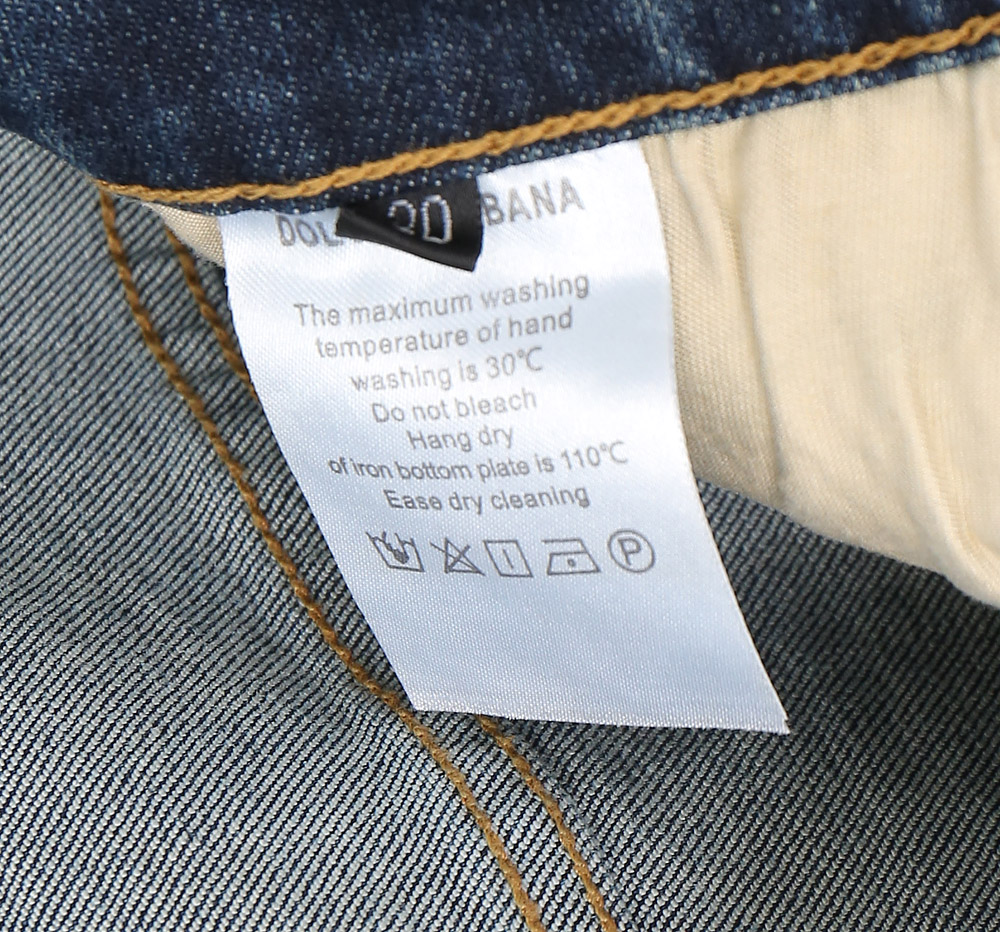 DOL BANA
30
The maximum washing
temperature of hand
washing is 30℃
Do not bleach
Hang dry
of iron bottom plate is 110℃
Ease dry cleaning
P